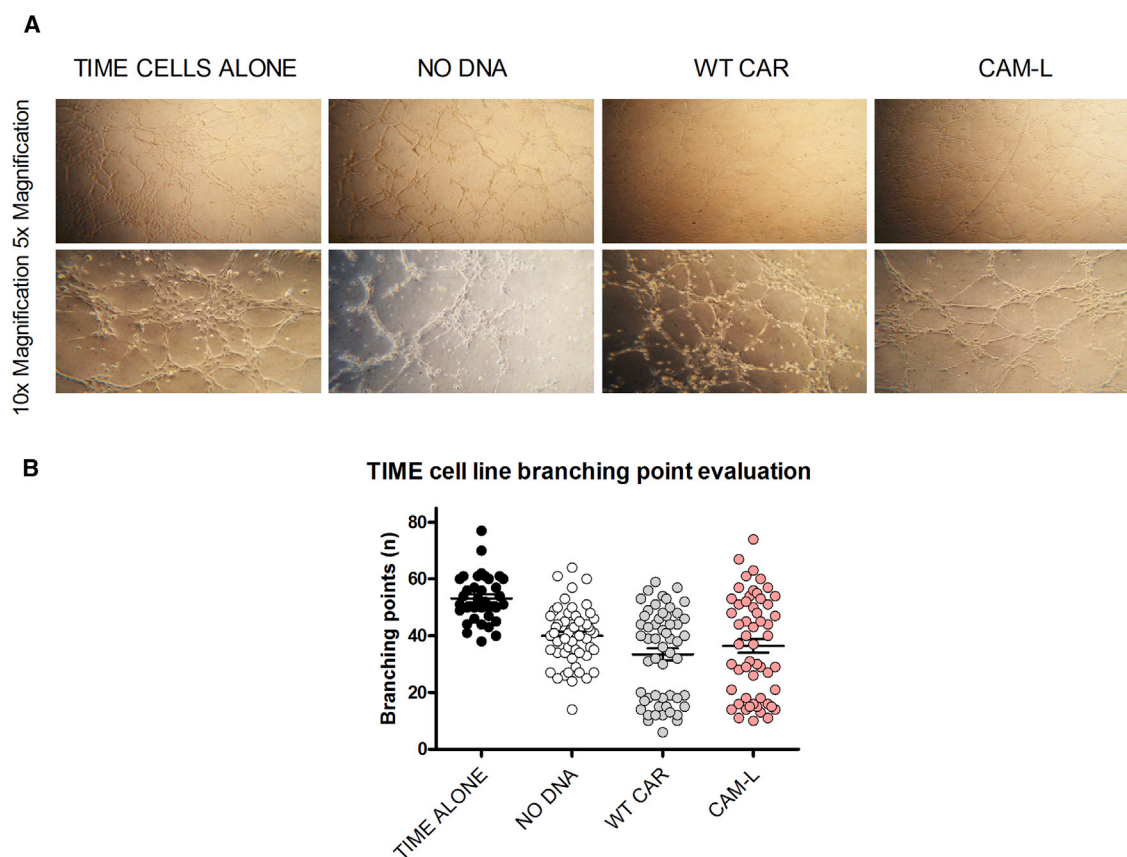 A
TIME CELLS ALONE
NO DNA
WT CAR
CAM-L
5x Magnification
10x Magnification
B
TIME cell line branching point evaluation
Branching points (n)
80
60
40
20
0
TIME ALONE
NO DNA
WT CAR
CAM-L